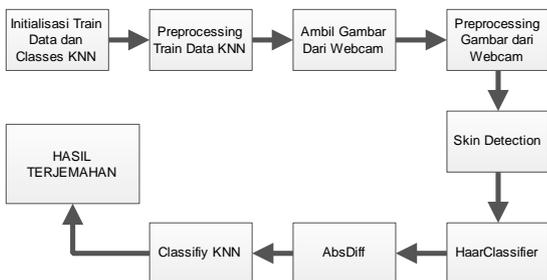 Initialisasi Train
Data dan
Classes KNN
Preprocessing
Train Data KNN
Ambil Gambar
Dari Webcam
Preprocessing
Gambar dari
Webcam
Skin Detection
HaarClassifier
AbsDiff
Classifiy KNN
HASIL
TERJEMAHAN